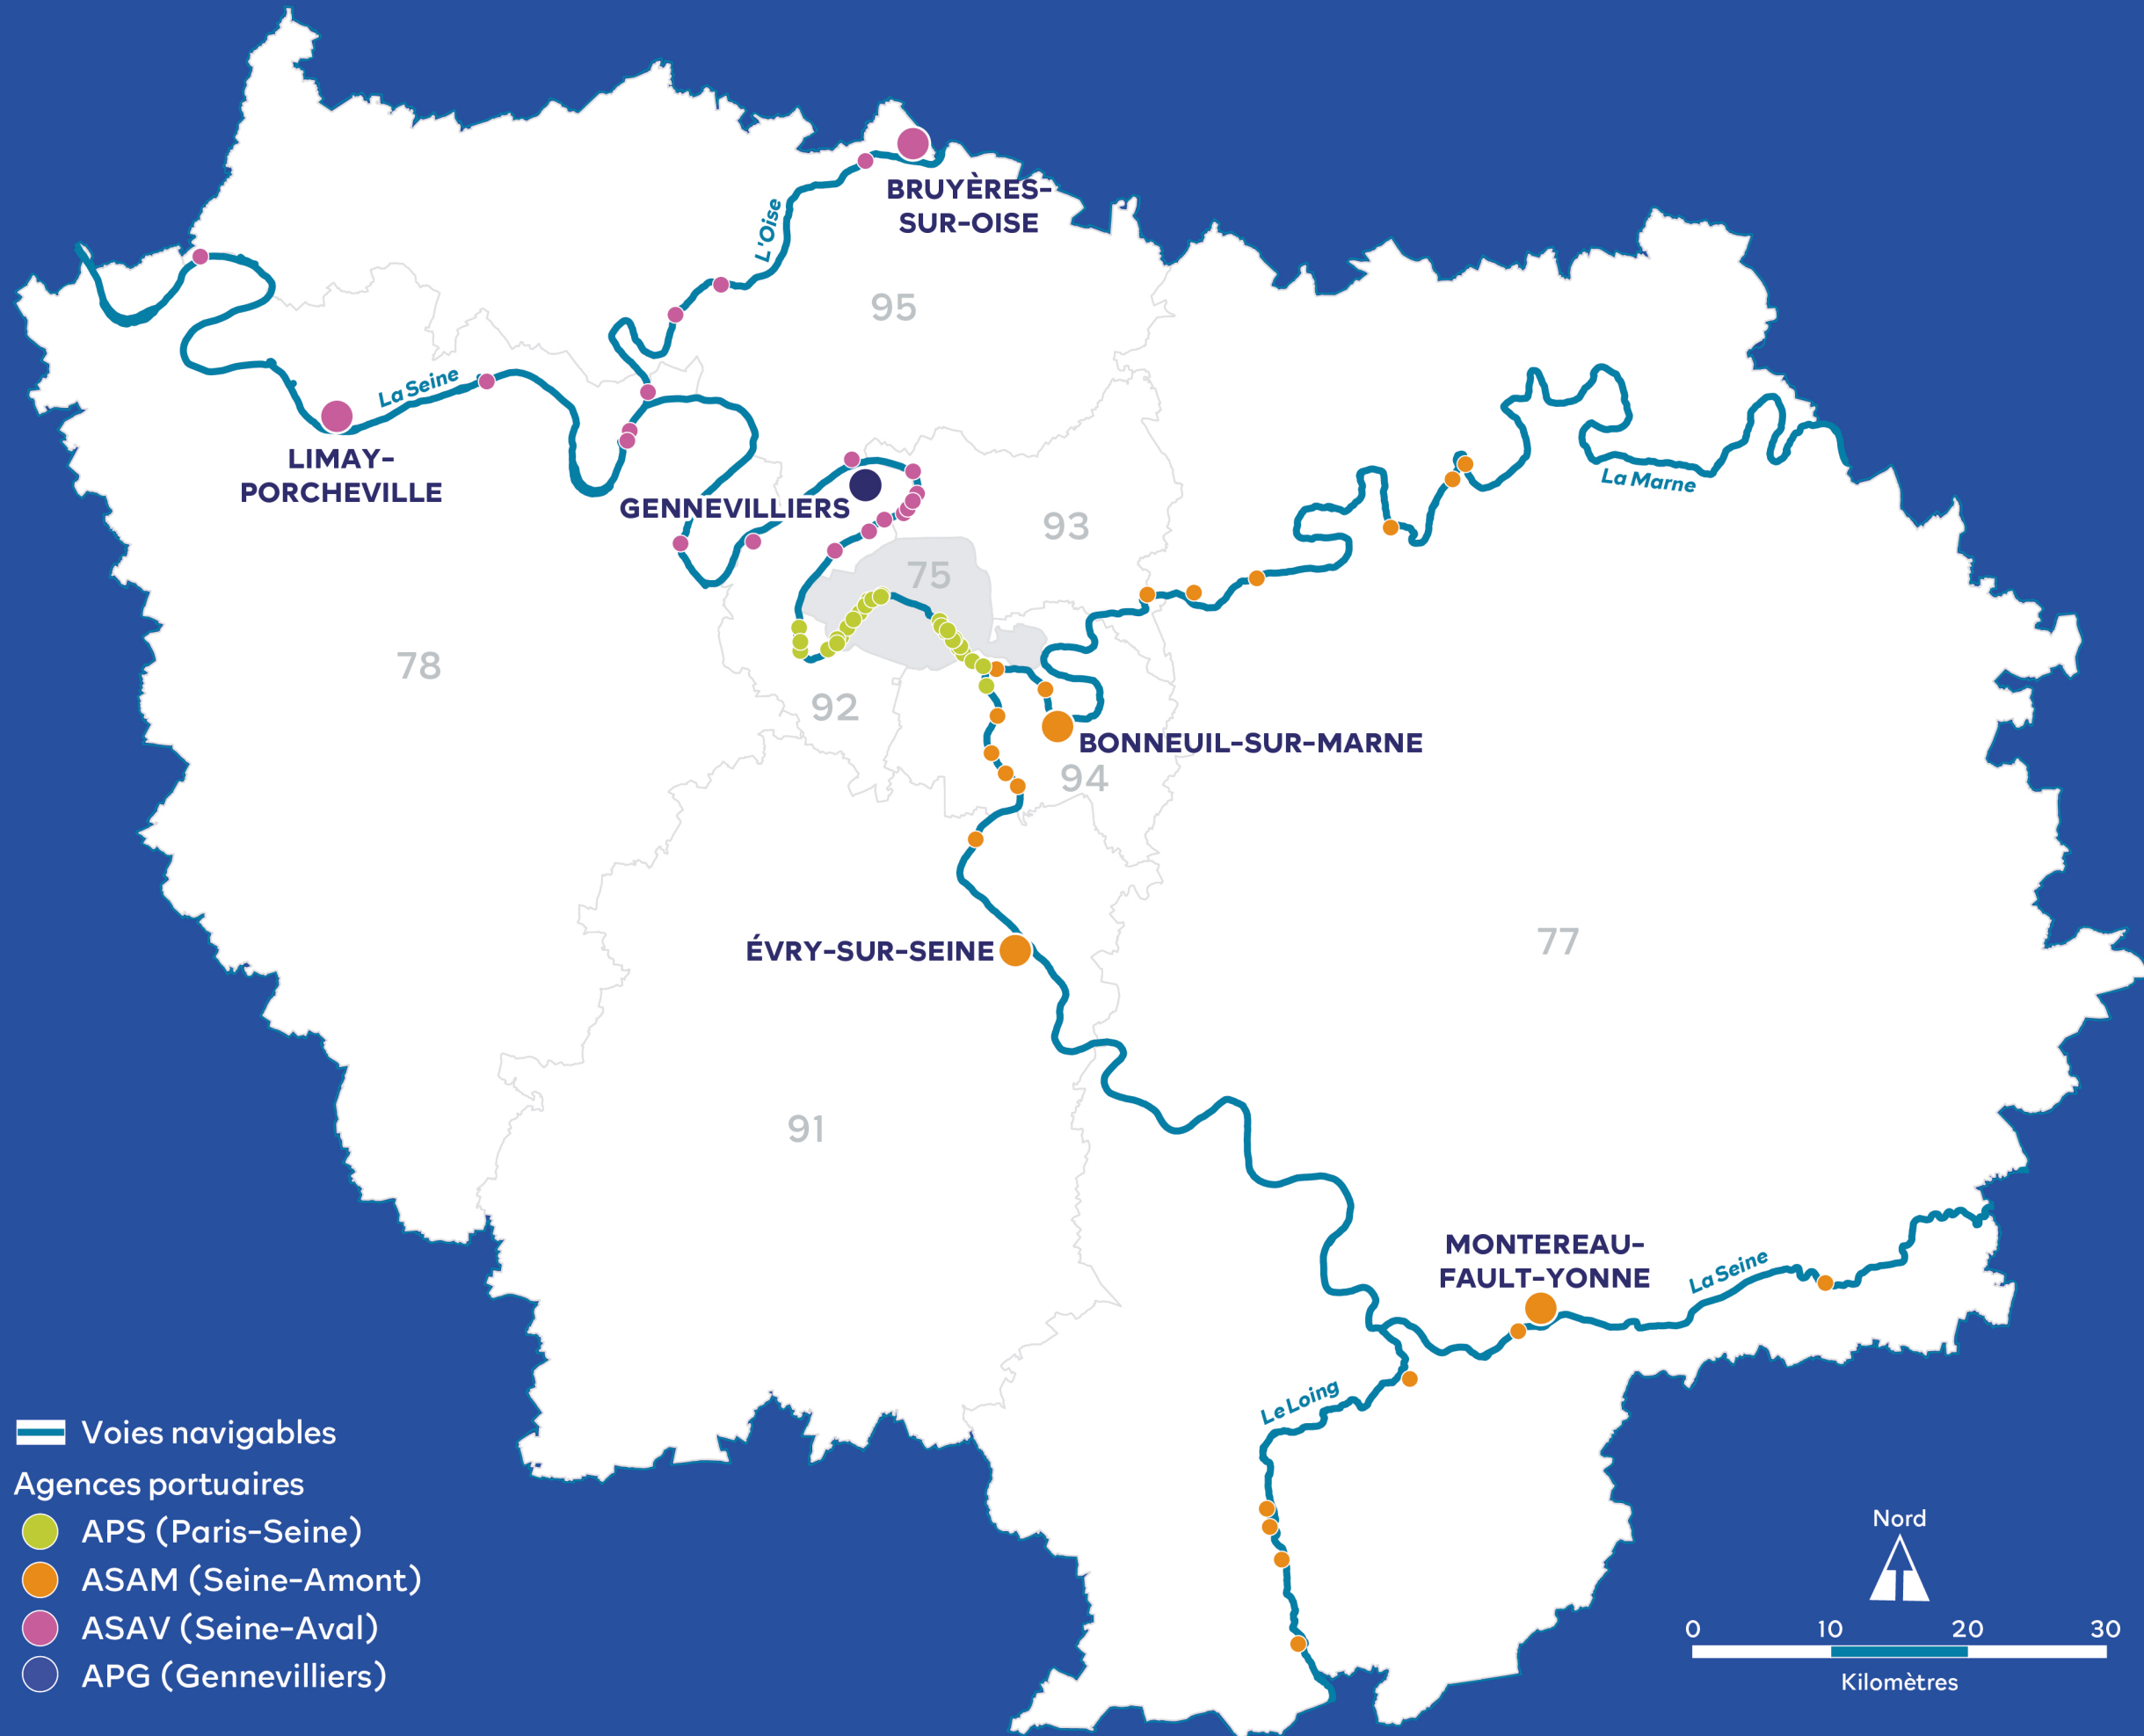 BRUYÈRES-
SUR-OISE
L'Oise
95
La Seine
LIMAY-
PORCHEVILLE
GENNEVILLIERS
La Marne
93
75
78
92
BONNEUIL-SUR-MARNE
94
ÉVRY-SUR-SEINE
77
91
MONTEREAU-
FAULT-YONNE
La Seine
Le Loing
Voies navigables
Agences portuaires
APS (Paris-Seine)
ASAM (Seine-Amont)
ASAV (Seine-Aval)
APG (Gennevilliers)
Nord
0 10 20 30
Kilomètres